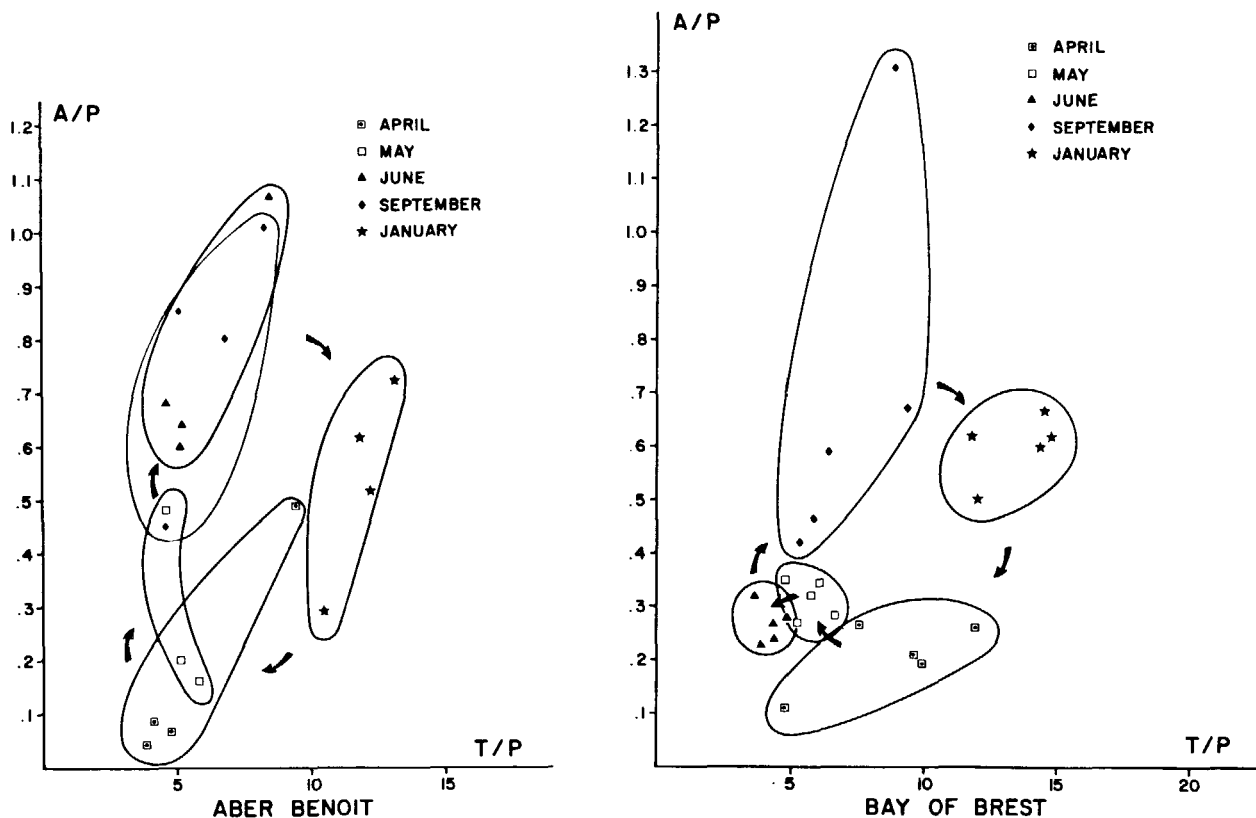 A/P
1.2
1.1
1.0
.9
.8
.7
.6
.5
.4
.3
.2
.1
APRIL
MAY
JUNE
SEPTEMBER
JANUARY
T/P
5
10
15
ABER BENOIT
A/P
1.3
1.2
1.1
1.0
.9
.8
.7
.6
.5
.4
.3
.2
.1
APRIL
MAY
JUNE
SEPTEMBER
JANUARY
T/P
5
10
15
20
BAY OF BREST